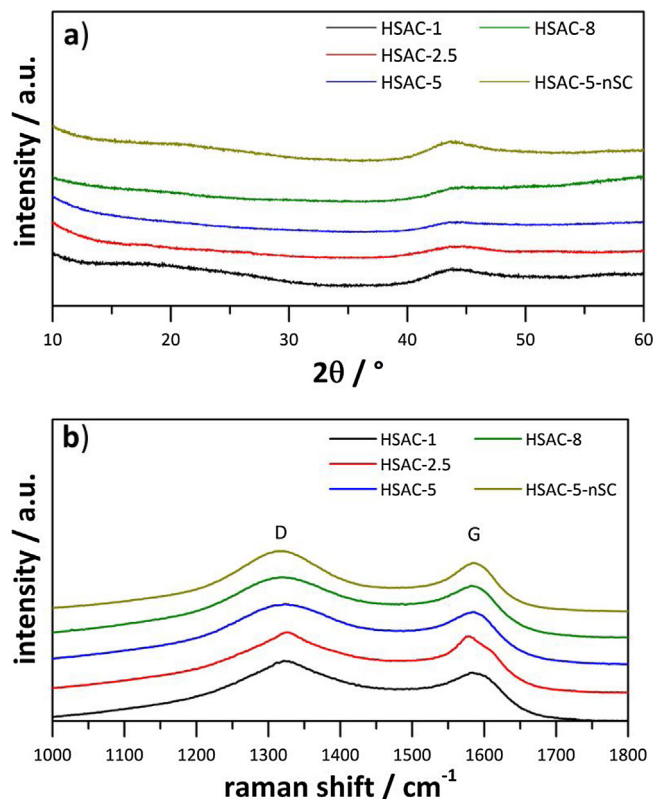 a)
HSAC-1 HSAC-8
HSAC-2.5
HSAC-5 HSAC-5-nSC
intensity / a.u.
10 20 30 40 50 60
2θ / °
b)
HSAC-1 HSAC-8
HSAC-2.5
HSAC-5 HSAC-5-nSC
D G
intensity / a.u.
1000 1100 1200 1300 1400 1500 1600 1700 1800
raman shift / cm⁻¹